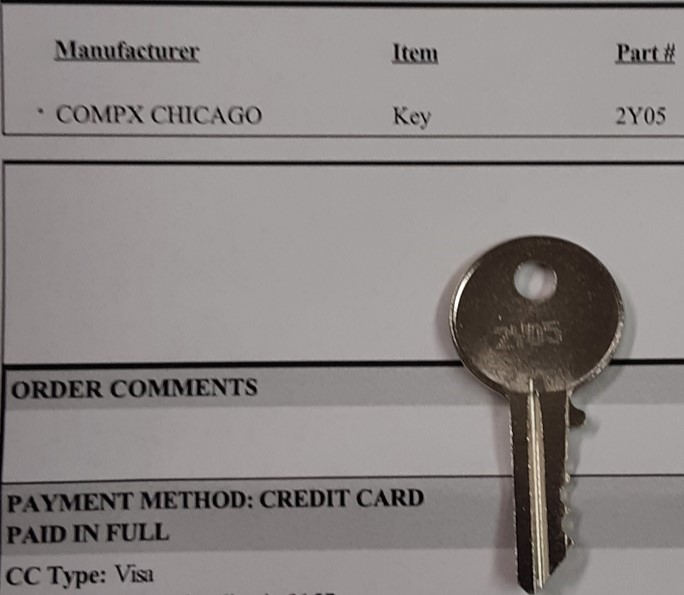 Manufacturer Item Part #
COMPX CHICAGO Key 2Y05
2Y05
ORDER COMMENTS
PAYMENT METHOD: CREDIT CARD
PAID IN FULL
CC Type: Visa